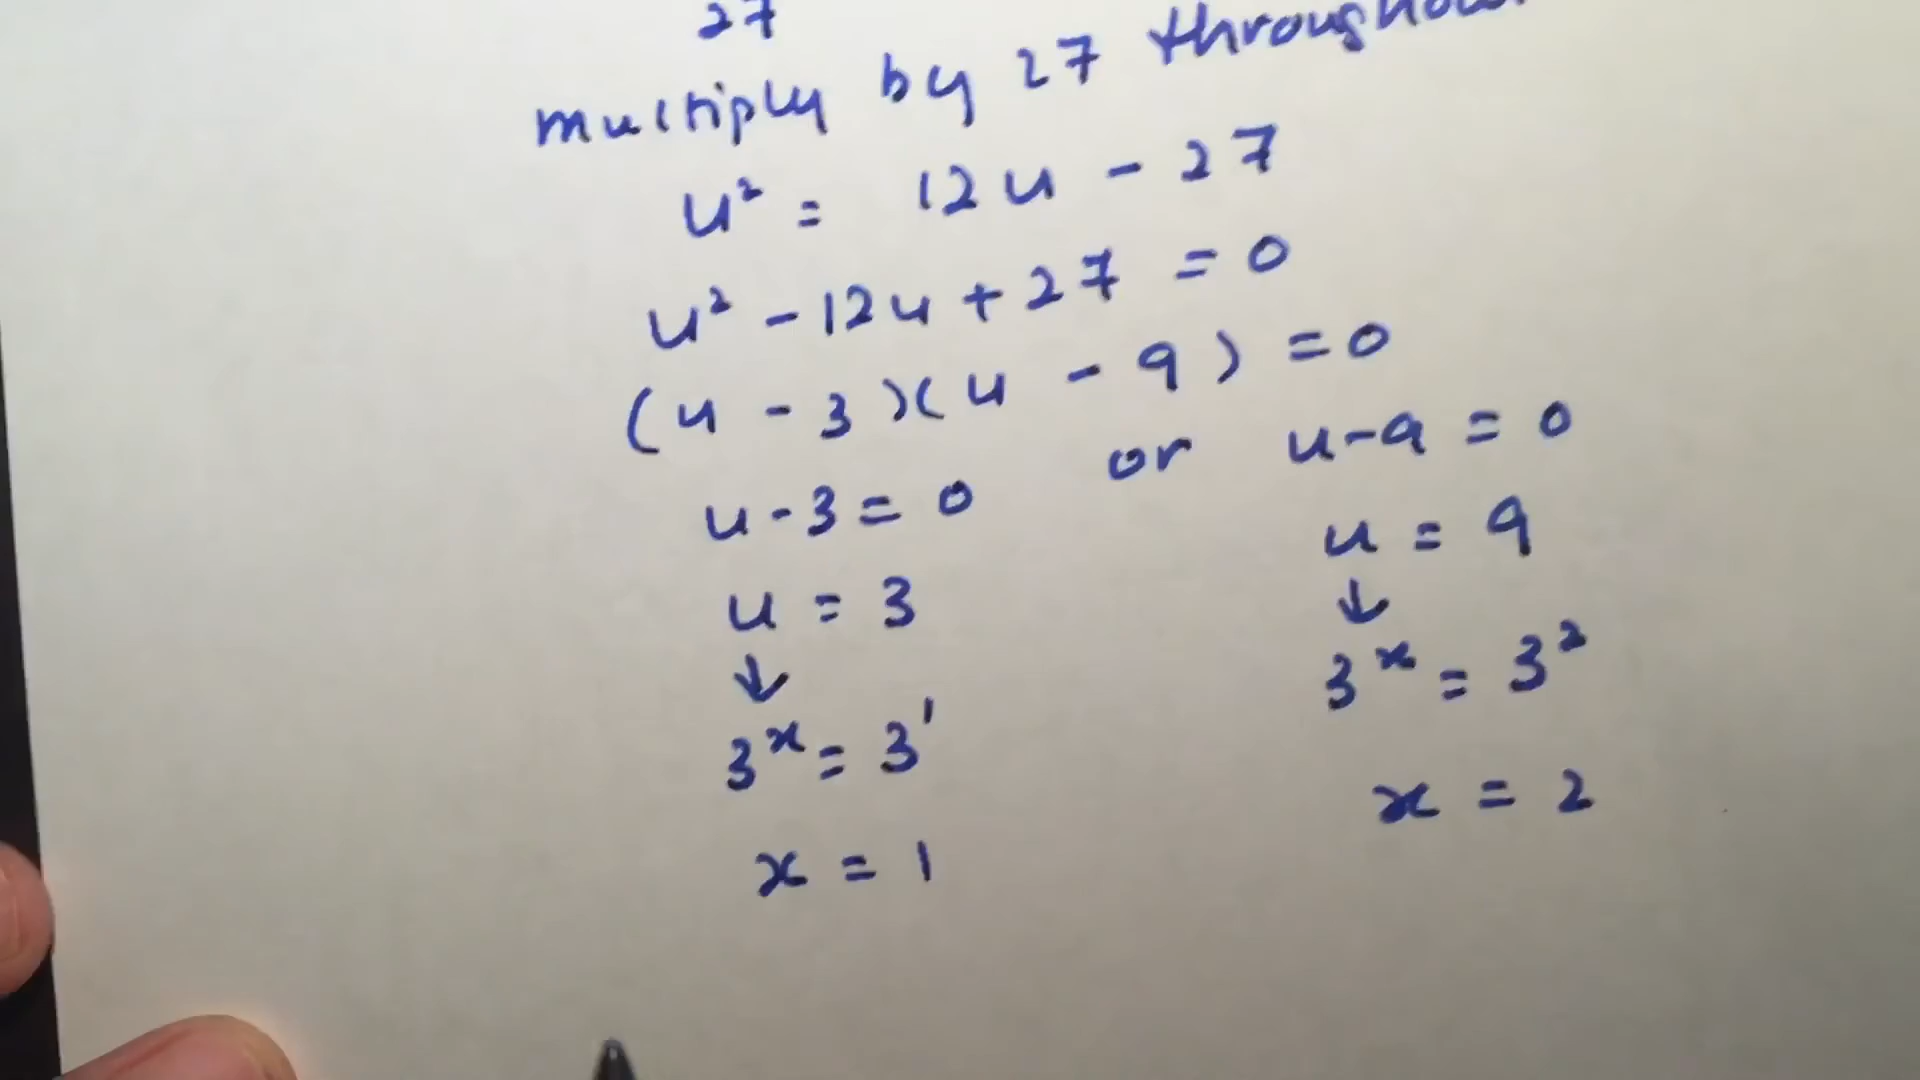 27
multiply by 27 throughout
u² = 12u - 27
u² - 12u + 27 = 0
(u - 3)(u - 9) = 0
u - 3 = 0 or u - 9 = 0
u = 3 u = 9
↓ ↓
3ˣ = 3¹ 3ˣ = 3²
x = 1 x = 2